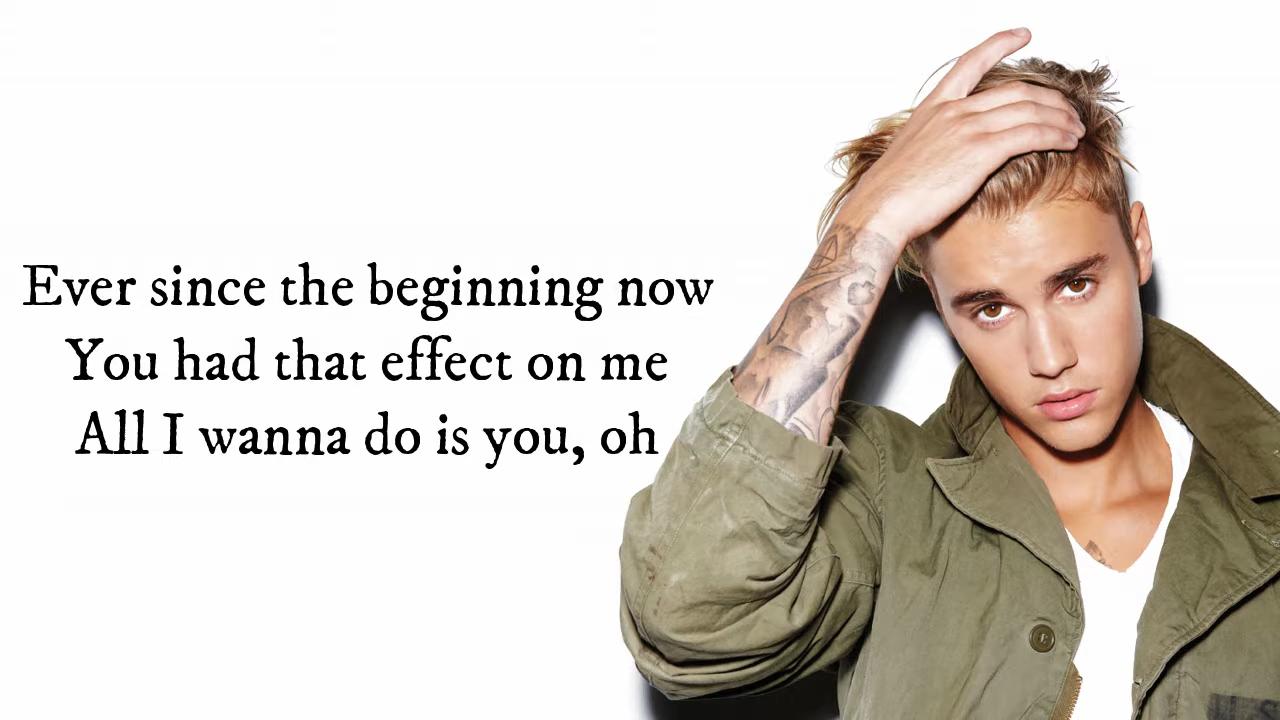 Ever since the beginning now
You had that effect on me
All I wanna do is you, oh